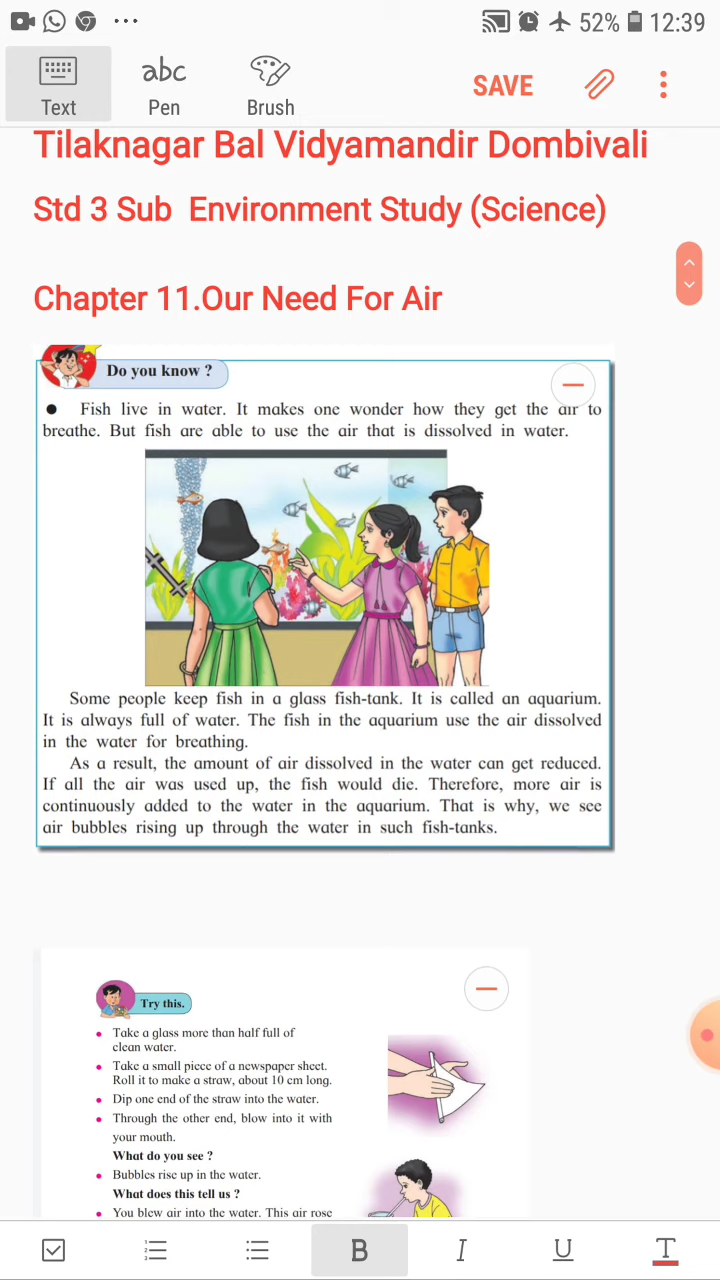 52% 12:39
abc
SAVE
Text Pen Brush
Tilaknagar Bal Vidyamandir Dombivali
Std 3 Sub Environment Study (Science)
Chapter 11.Our Need For Air
Do you know ?
● Fish live in water. It makes one wonder how they get the air to
breathe. But fish are able to use the air that is dissolved in water.
Some people keep fish in a glass fish-tank. It is called an aquarium.
It is always full of water. The fish in the aquarium use the air dissolved
in the water for breathing.
As a result, the amount of air dissolved in the water can get reduced.
If all the air was used up, the fish would die. Therefore, more air is
continuously added to the water in the aquarium. That is why, we see
air bubbles rising up through the water in such fish-tanks.
Try this.
• Take a glass more than half full of
clean water.
• Take a small piece of a newspaper sheet.
Roll it to make a straw, about 10 cm long.
• Dip one end of the straw into the water.
• Through the other end, blow into it with
your mouth.
What do you see ?
• Bubbles rise up in the water.
What does this tell us ?
• You blew air into the water. This air rose
B I U T